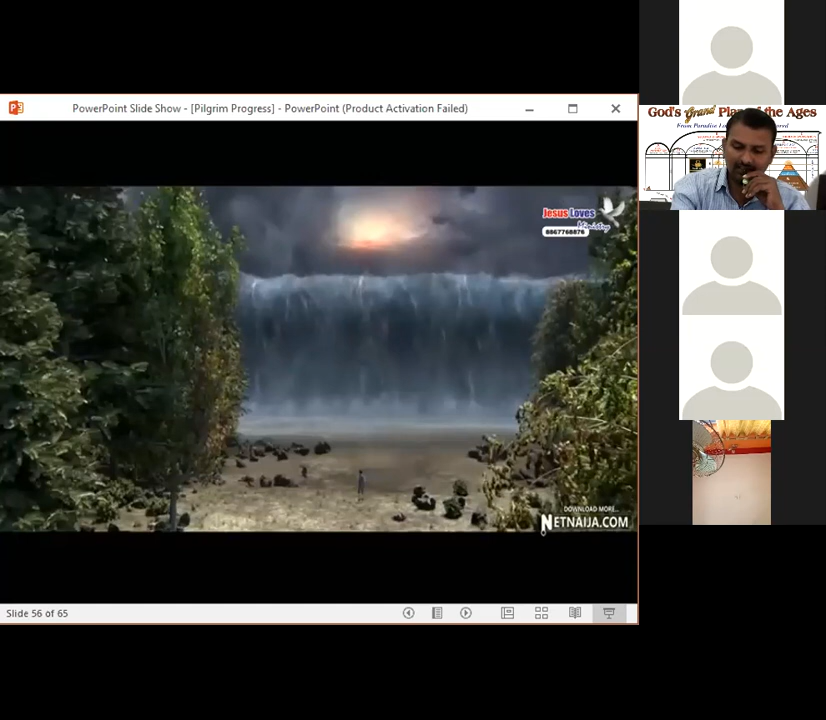 PowerPoint Slide Show - [Pilgrim Progress] - PowerPoint (Product Activation Failed)
God's Grand Plan of the Ages
Jesus Loves
Ministry
8867768876
DOWNLOAD MORE...
NETNAIJA.COM
Slide 56 of 65